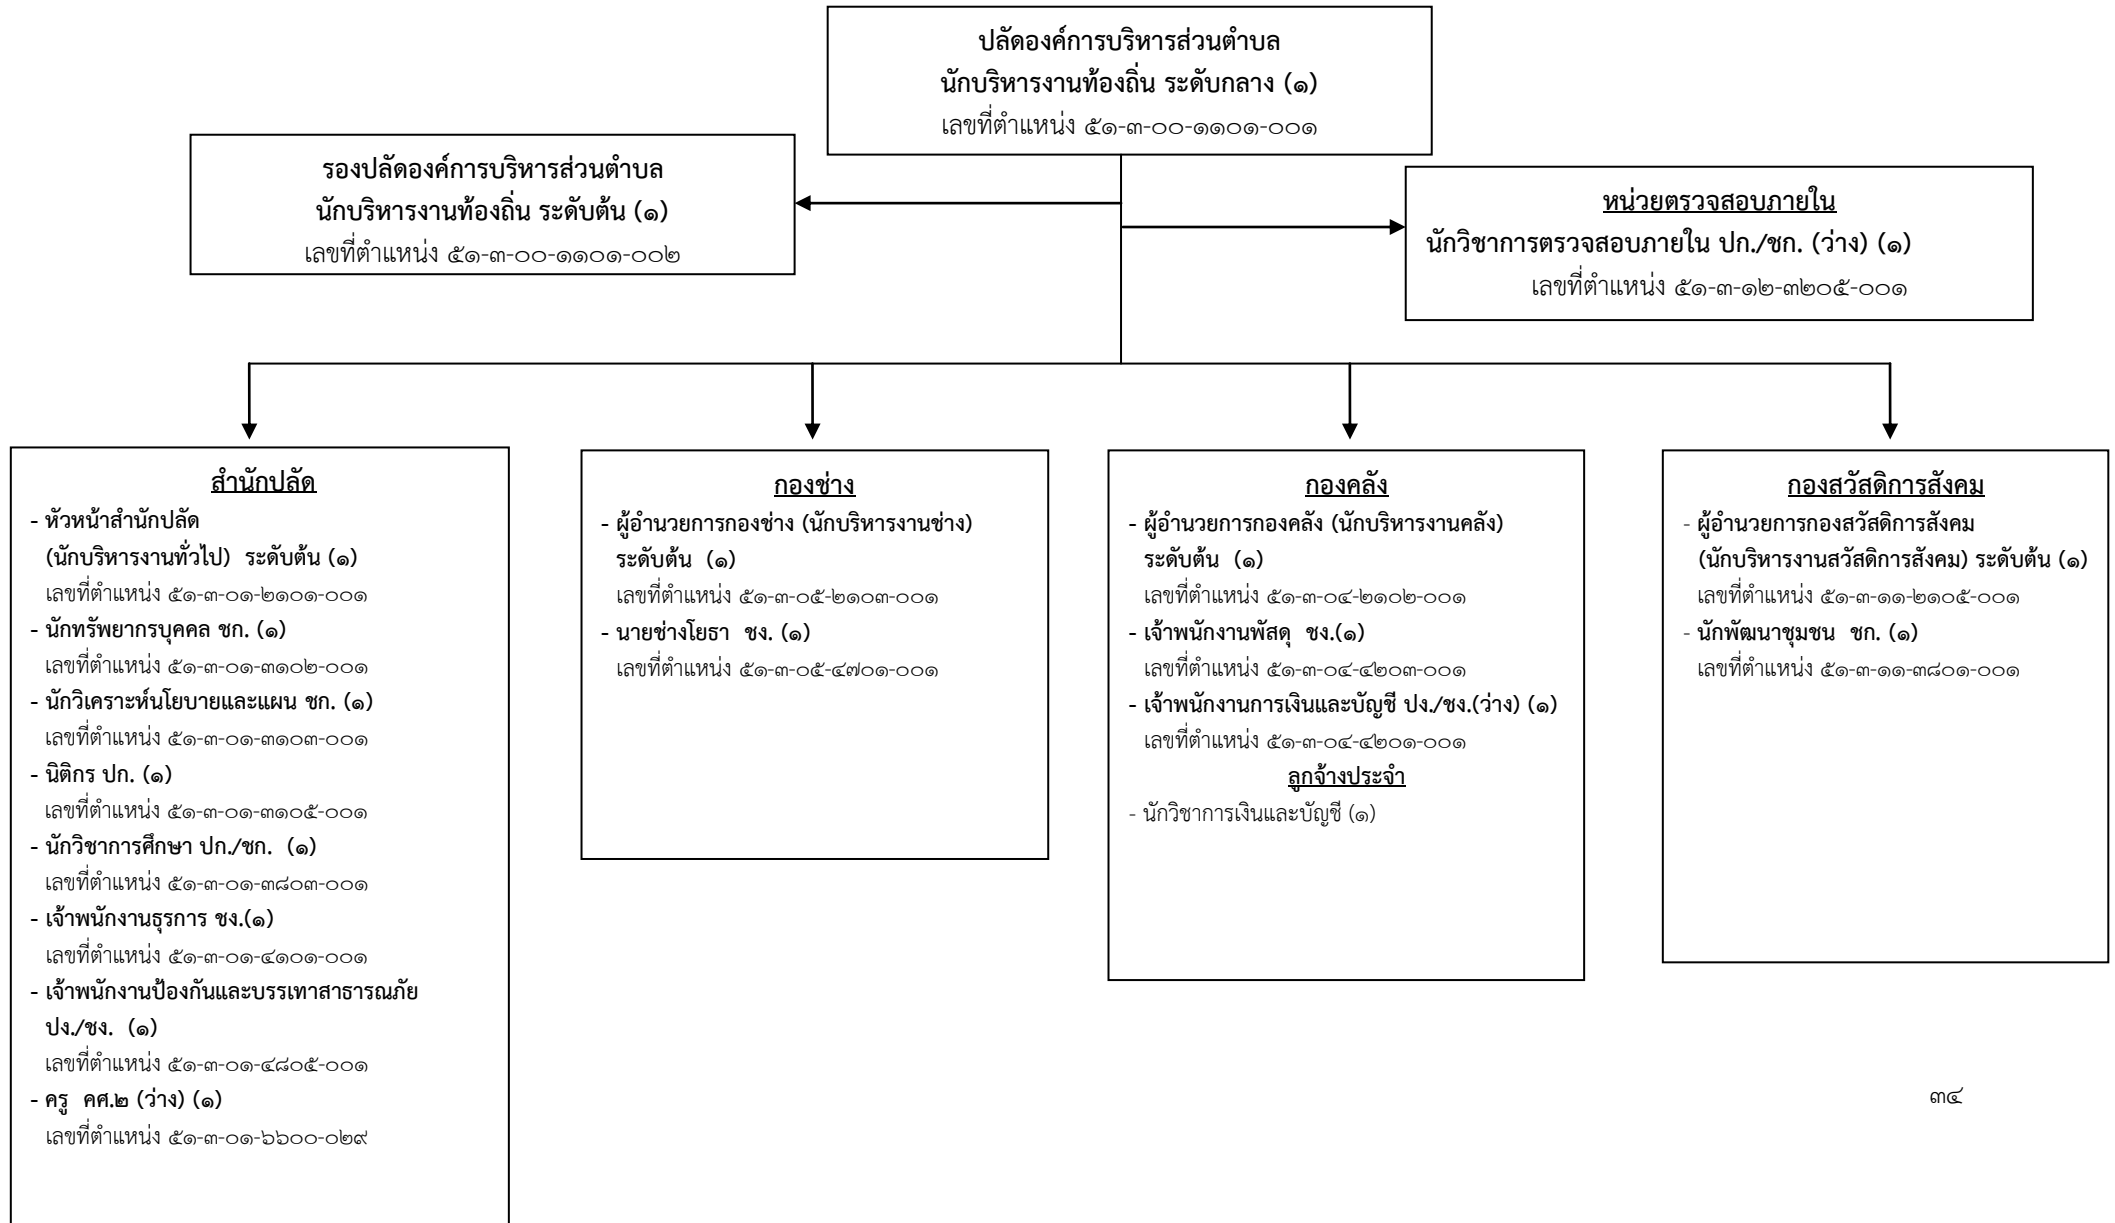 ปลัดองค์การบริหารส่วนตำบล
นักบริหารงานท้องถิ่น ระดับกลาง (๑)
เลขที่ตำแหน่ง ๕๑-๓-๐๐-๑๑๐๑-๐๐๑
รองปลัดองค์การบริหารส่วนตำบล
นักบริหารงานท้องถิ่น ระดับต้น (๑)
เลขที่ตำแหน่ง ๕๑-๓-๐๐-๑๑๐๑-๐๐๒
หน่วยตรวจสอบภายใน
นักวิชาการตรวจสอบภายใน ปก./ชก. (ว่าง) (๑)
เลขที่ตำแหน่ง ๕๑-๓-๑๒-๓๒๐๕-๐๐๑
สำนักปลัด
- หัวหน้าสำนักปลัด
(นักบริหารงานทั่วไป) ระดับต้น (๑)
เลขที่ตำแหน่ง ๕๑-๓-๐๑-๒๑๐๑-๐๐๑
- นักทรัพยากรบุคคล ชก. (๑)
เลขที่ตำแหน่ง ๕๑-๓-๐๑-๓๑๐๒-๐๐๑
- นักวิเคราะห์นโยบายและแผน ชก. (๑)
เลขที่ตำแหน่ง ๕๑-๓-๐๑-๓๑๐๓-๐๐๑
- นิติกร ปก. (๑)
เลขที่ตำแหน่ง ๕๑-๓-๐๑-๓๑๐๕-๐๐๑
- นักวิชาการศึกษา ปก./ชก. (๑)
เลขที่ตำแหน่ง ๕๑-๓-๐๑-๓๘๐๓-๐๐๑
- เจ้าพนักงานธุรการ ชง.(๑)
เลขที่ตำแหน่ง ๕๑-๓-๐๑-๔๑๐๑-๐๐๑
- เจ้าพนักงานป้องกันและบรรเทาสาธารณภัย
ปง./ชง. (๑)
เลขที่ตำแหน่ง ๕๑-๓-๐๑-๔๘๐๕-๐๐๑
- ครู คศ.๒ (ว่าง) (๑)
เลขที่ตำแหน่ง ๕๑-๓-๐๑-๖๖๐๐-๐๒๙
กองช่าง
- ผู้อำนวยการกองช่าง (นักบริหารงานช่าง)
ระดับต้น (๑)
เลขที่ตำแหน่ง ๕๑-๓-๐๕-๒๑๐๓-๐๐๑
- นายช่างโยธา ชง. (๑)
เลขที่ตำแหน่ง ๕๑-๓-๐๕-๔๗๐๑-๐๐๑
กองคลัง
- ผู้อำนวยการกองคลัง (นักบริหารงานคลัง)
ระดับต้น (๑)
เลขที่ตำแหน่ง ๕๑-๓-๐๔-๒๑๐๒-๐๐๑
- เจ้าพนักงานพัสดุ ชง.(๑)
เลขที่ตำแหน่ง ๕๑-๓-๐๔-๔๒๐๓-๐๐๑
- เจ้าพนักงานการเงินและบัญชี ปง./ชง.(ว่าง) (๑)
เลขที่ตำแหน่ง ๕๑-๓-๐๔-๔๒๐๑-๐๐๑
ลูกจ้างประจำ
- นักวิชาการเงินและบัญชี (๑)
กองสวัสดิการสังคม
- ผู้อำนวยการกองสวัสดิการสังคม
(นักบริหารงานสวัสดิการสังคม) ระดับต้น (๑)
เลขที่ตำแหน่ง ๕๑-๓-๑๑-๒๑๐๕-๐๐๑
- นักพัฒนาชุมชน ชก. (๑)
เลขที่ตำแหน่ง ๕๑-๓-๑๑-๓๘๐๑-๐๐๑
๓๔